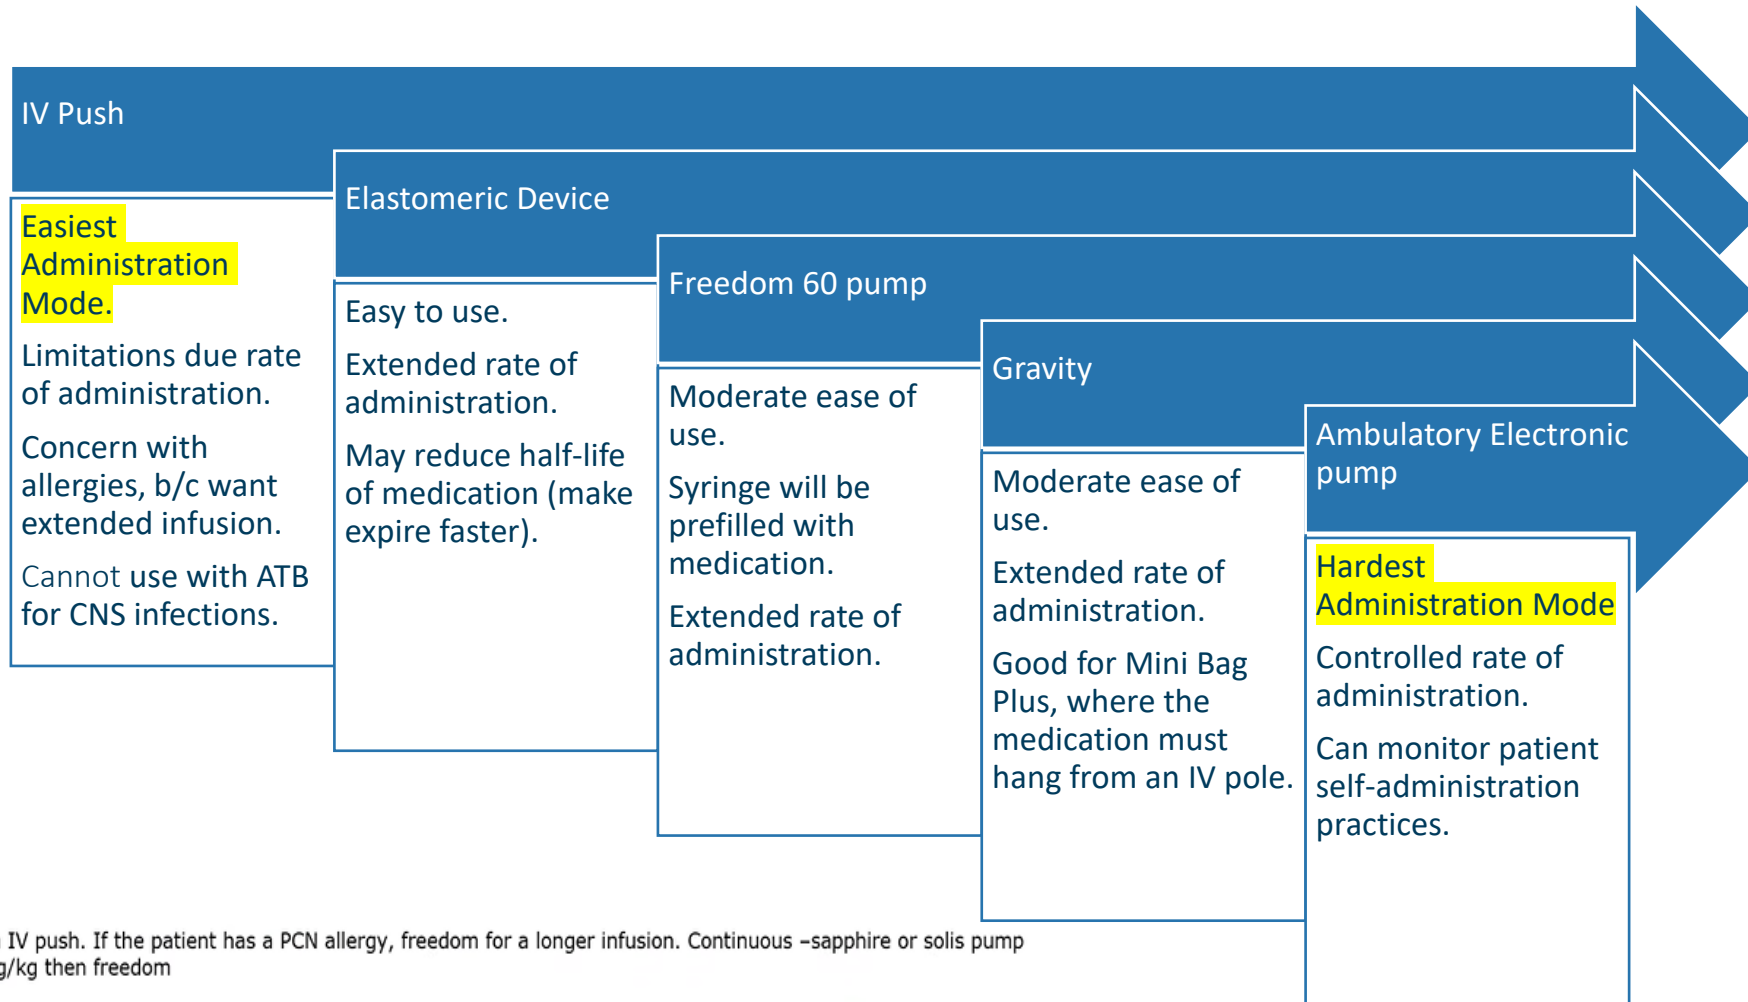 IV Push
Easiest
Administration
Mode.
Limitations due rate
of administration.
Concern with
allergies, b/c want
extended infusion.
Cannot use with ATB
for CNS infections.
Elastomeric Device
Easy to use.
Extended rate of
administration.
May reduce half-life
of medication (make
expire faster).
Freedom 60 pump
Moderate ease of
use.
Syringe will be
prefilled with
medication.
Extended rate of
administration.
Gravity
Moderate ease of
use.
Extended rate of
administration.
Good for Mini Bag
Plus, where the
medication must
hang from an IV pole.
Ambulatory Electronic
pump
Hardest
Administration Mode
Controlled rate of
administration.
Can monitor patient
self-administration
practices.
IV push. If the patient has a PCN allergy, freedom for a longer infusion. Continuous –sapphire or solis pump
g/kg then freedom